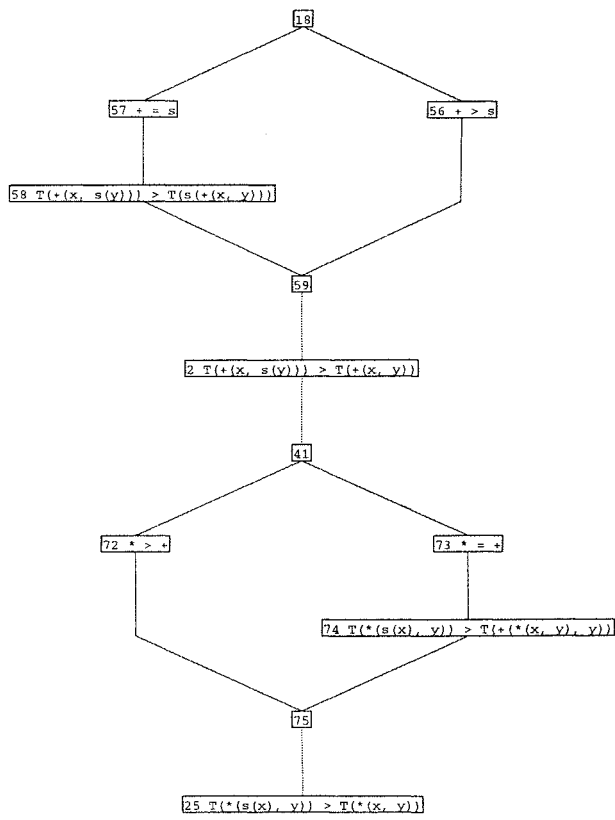 18
57 + = s
56 + > s
58 T(+(x, s(y))) > T(s(+(x, y)))
59
2 T(+(x, s(y))) > T(+(x, y))
41
72 * > +
73 * = +
74 T(*(s(x), y)) > T(+(*(x, y), y))
75
25 T(*(s(x), y)) > T(*(x, y))